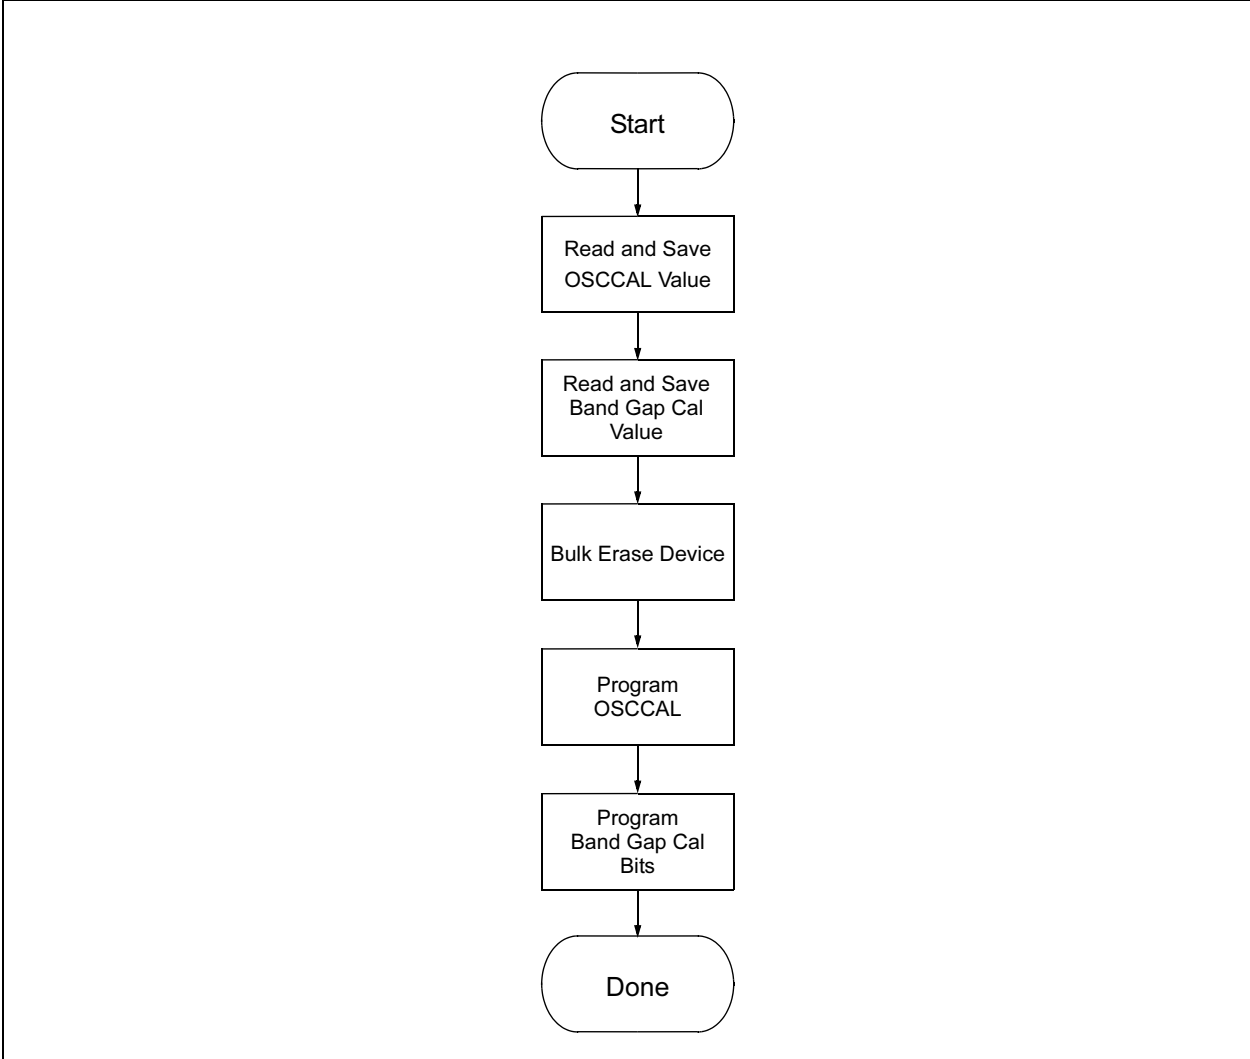 Start
Read and Save
OSCCAL Value
Read and Save
Band Gap Cal
Value
Bulk Erase Device
Program
OSCCAL
Program
Band Gap Cal
Bits
Done